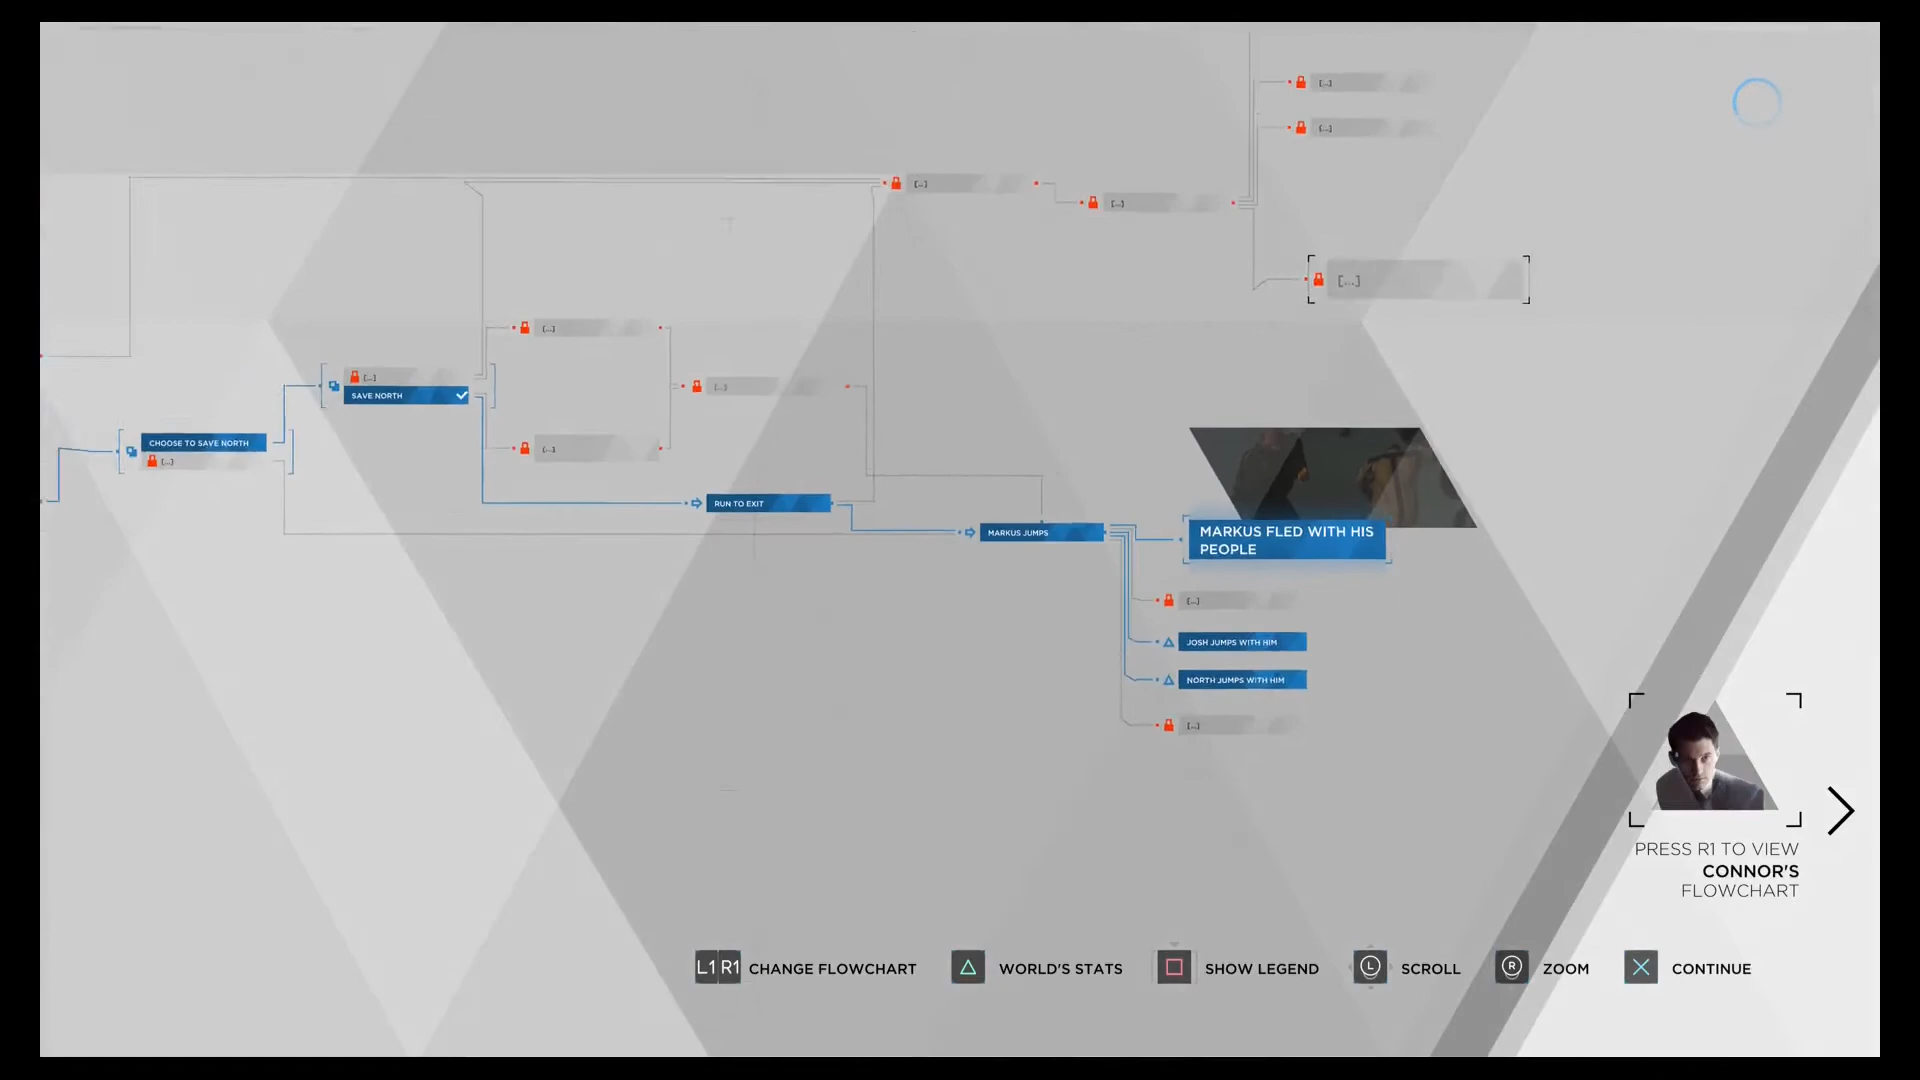 [...]
[...]
[...]
[...]
[...]
[...]
[...]
SAVE NORTH
[...]
CHOOSE TO SAVE NORTH
[...]
[...]
RUN TO EXIT
MARKUS JUMPS
MARKUS FLED WITH HIS
PEOPLE
[...]
JOSH JUMPS WITH HIM
NORTH JUMPS WITH HIM
[...]
PRESS R1 TO VIEW
CONNOR'S
FLOWCHART
L1 R1 CHANGE FLOWCHART
WORLD'S STATS
SHOW LEGEND
L SCROLL
R ZOOM
CONTINUE